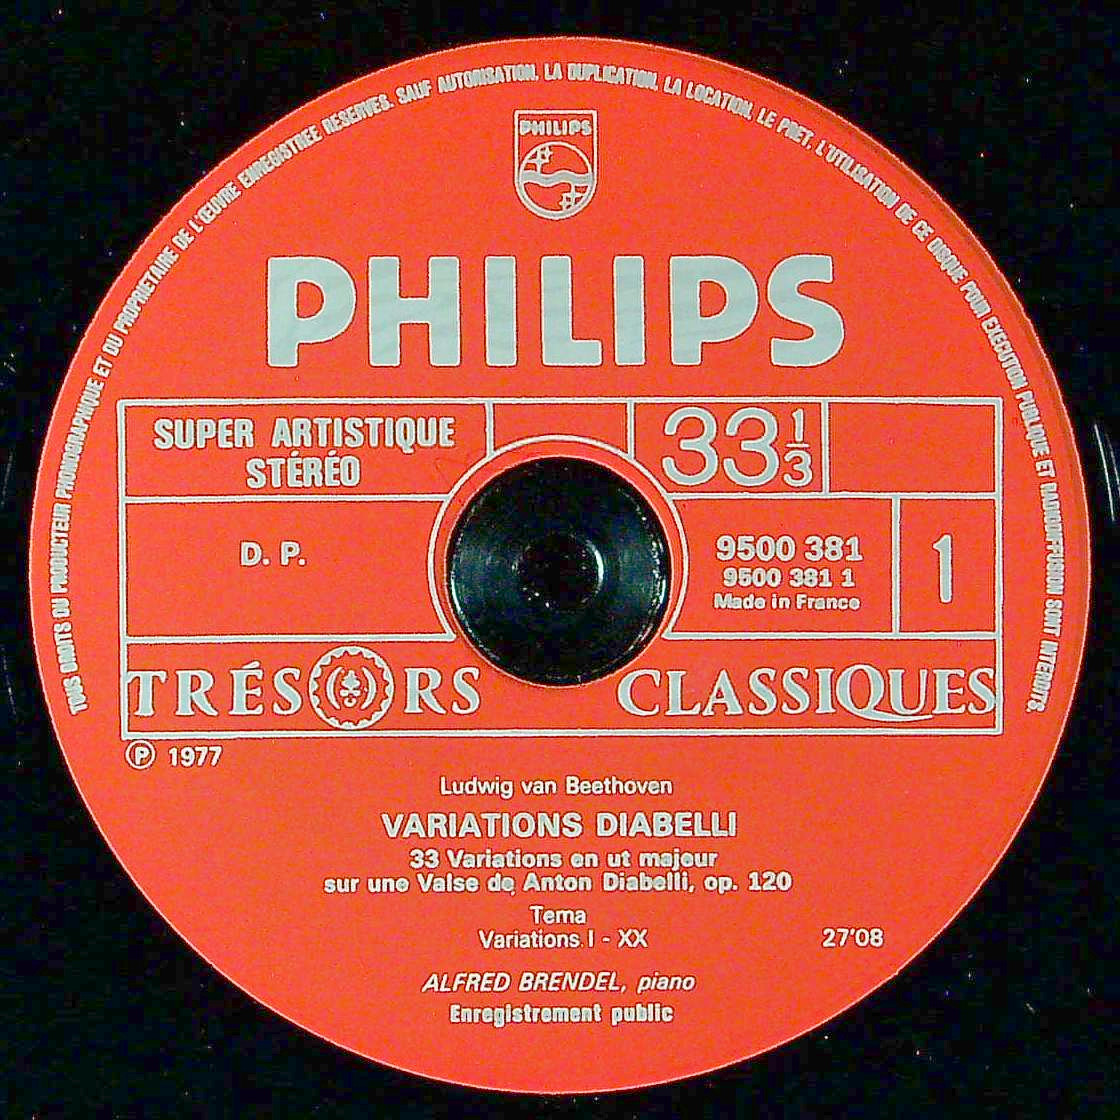 TOUS DROITS DU PRODUCTEUR PHONOGRAPHIQUE ET DU PROPRIETAIRE DE L'ŒUVRE ENREGISTREE RESERVES. SAUF AUTORISATION, LA DUPLICATION, LA LOCATION, LE PRET, L'UTILISATION DE CE DISQUE POUR EXECUTION PUBLIQUE ET RADIODIFFUSION SONT INTERDITS.
PHILIPS
PHILIPS
SUPER ARTISTIQUE
STÉRÉO
33 1/3
D. P.
9500 381
9500 381 1
Made in France
1
TRÉSORS CLASSIQUES
Ⓟ 1977
Ludwig van Beethoven
VARIATIONS DIABELLI
33 Variations en ut majeur
sur une Valse de Anton Diabelli, op. 120
Tema
Variations I - XX 27'08
ALFRED BRENDEL, piano
Enregistrement public